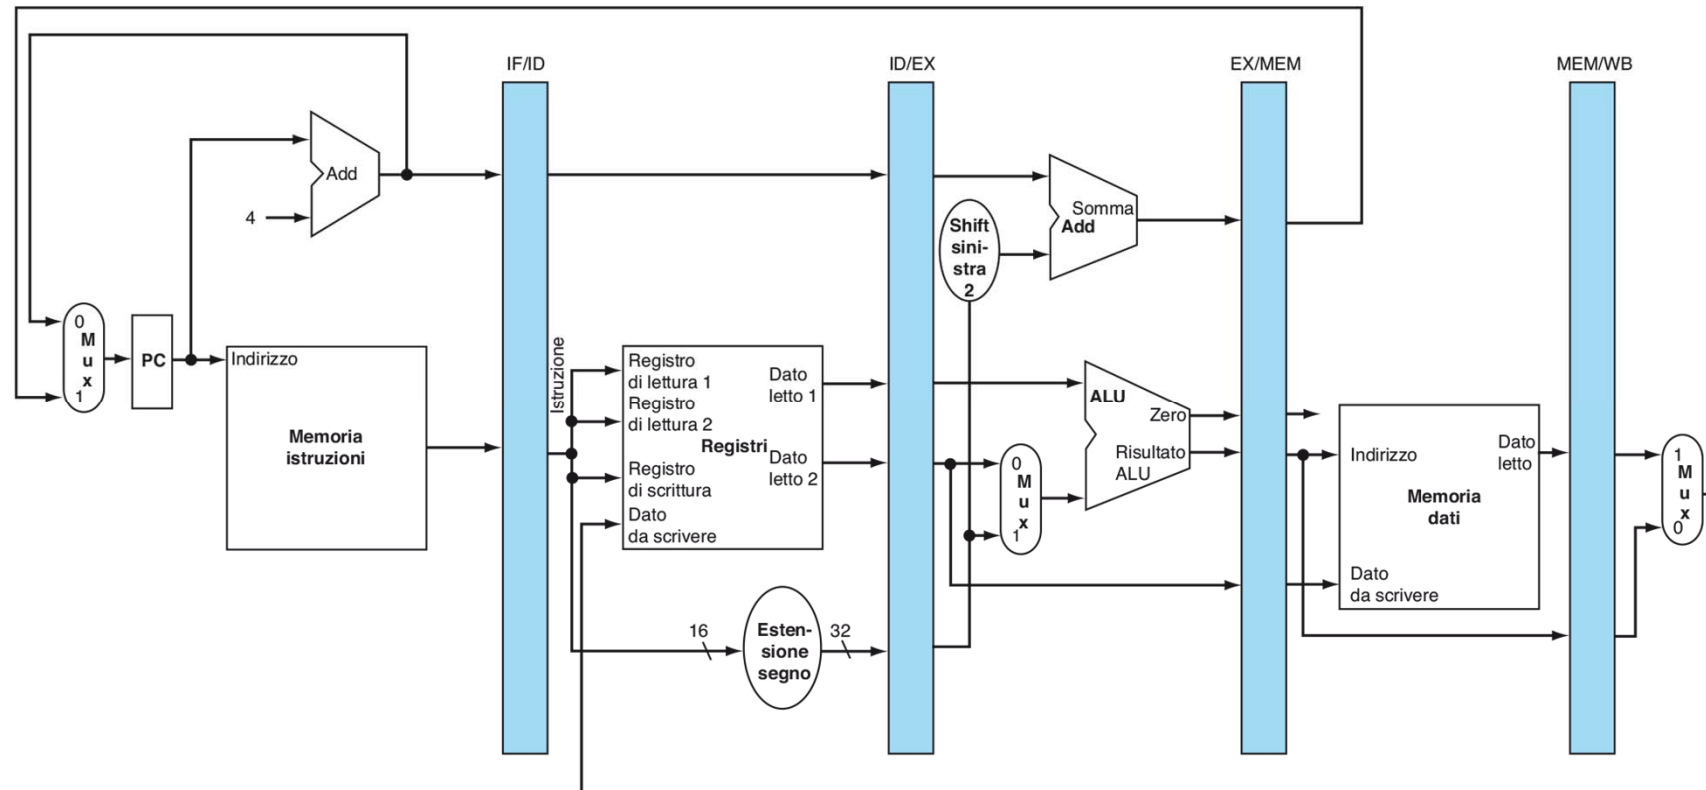 IF/ID
ID/EX
EX/MEM
MEM/WB
Add
4
0
M
u
x
1
PC
Indirizzo
Memoria
istruzioni
Istruzione
Registro
di lettura 1
Registro
di lettura 2
Registro
di scrittura
Dato
da scrivere
Registri
Dato
letto 1
Dato
letto 2
16
Esten-
sione
segno
32
Shift
sini-
stra
2
Somma
Add
0
M
u
x
1
ALU
Zero
Risultato
ALU
Indirizzo
Dato
letto
Memoria
dati
Dato
da scrivere
1
M
u
x
0